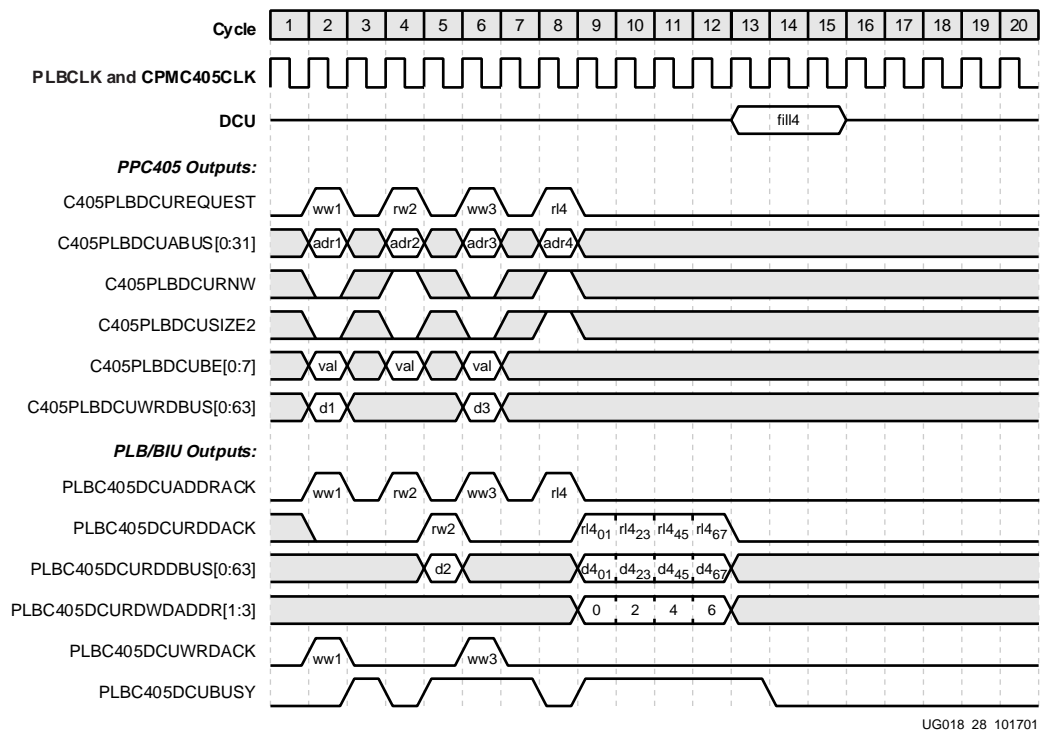 Cycle 1 2 3 4 5 6 7 8 9 10 11 12 13 14 15 16 17 18 19 20
PLBCLK and CPMC405CLK
DCU fill4
PPC405 Outputs:
C405PLBDCUREQUEST ww1 rw2 ww3 rl4
C405PLBDCUABUS[0:31] adr1 adr2 adr3 adr4
C405PLBDCURNW
C405PLBDCUSIZE2
C405PLBDCUBE[0:7] val val val
C405PLBDCUWRDBUS[0:63] d1 d3
PLB/BIU Outputs:
PLBC405DCUADDRACK ww1 rw2 ww3 rl4
PLBC405DCURDDACK rw2 rl401 rl423 rl445 rl467
PLBC405DCURDDBUS[0:63] d2 d401 d423 d445 d467
PLBC405DCURDWDADDR[1:3] 0 2 4 6
PLBC405DCUWRDACK ww1 ww3
PLBC405DCUBUSY
UG018_28_101701